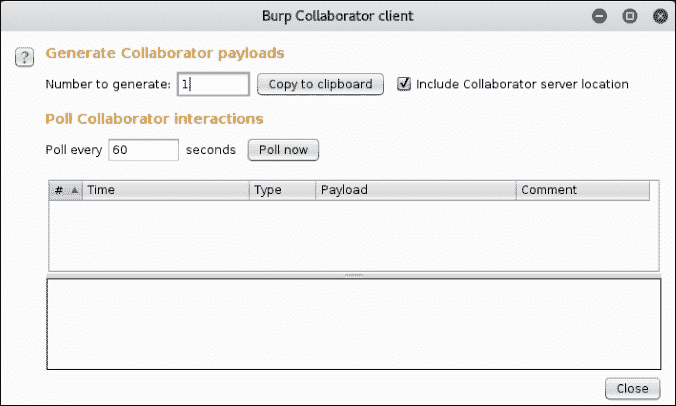 Burp Collaborator client
?
Generate Collaborator payloads
Number to generate: 1 Copy to clipboard Include Collaborator server location
Poll Collaborator interactions
Poll every 60 seconds Poll now
# Time Type Payload Comment
Close